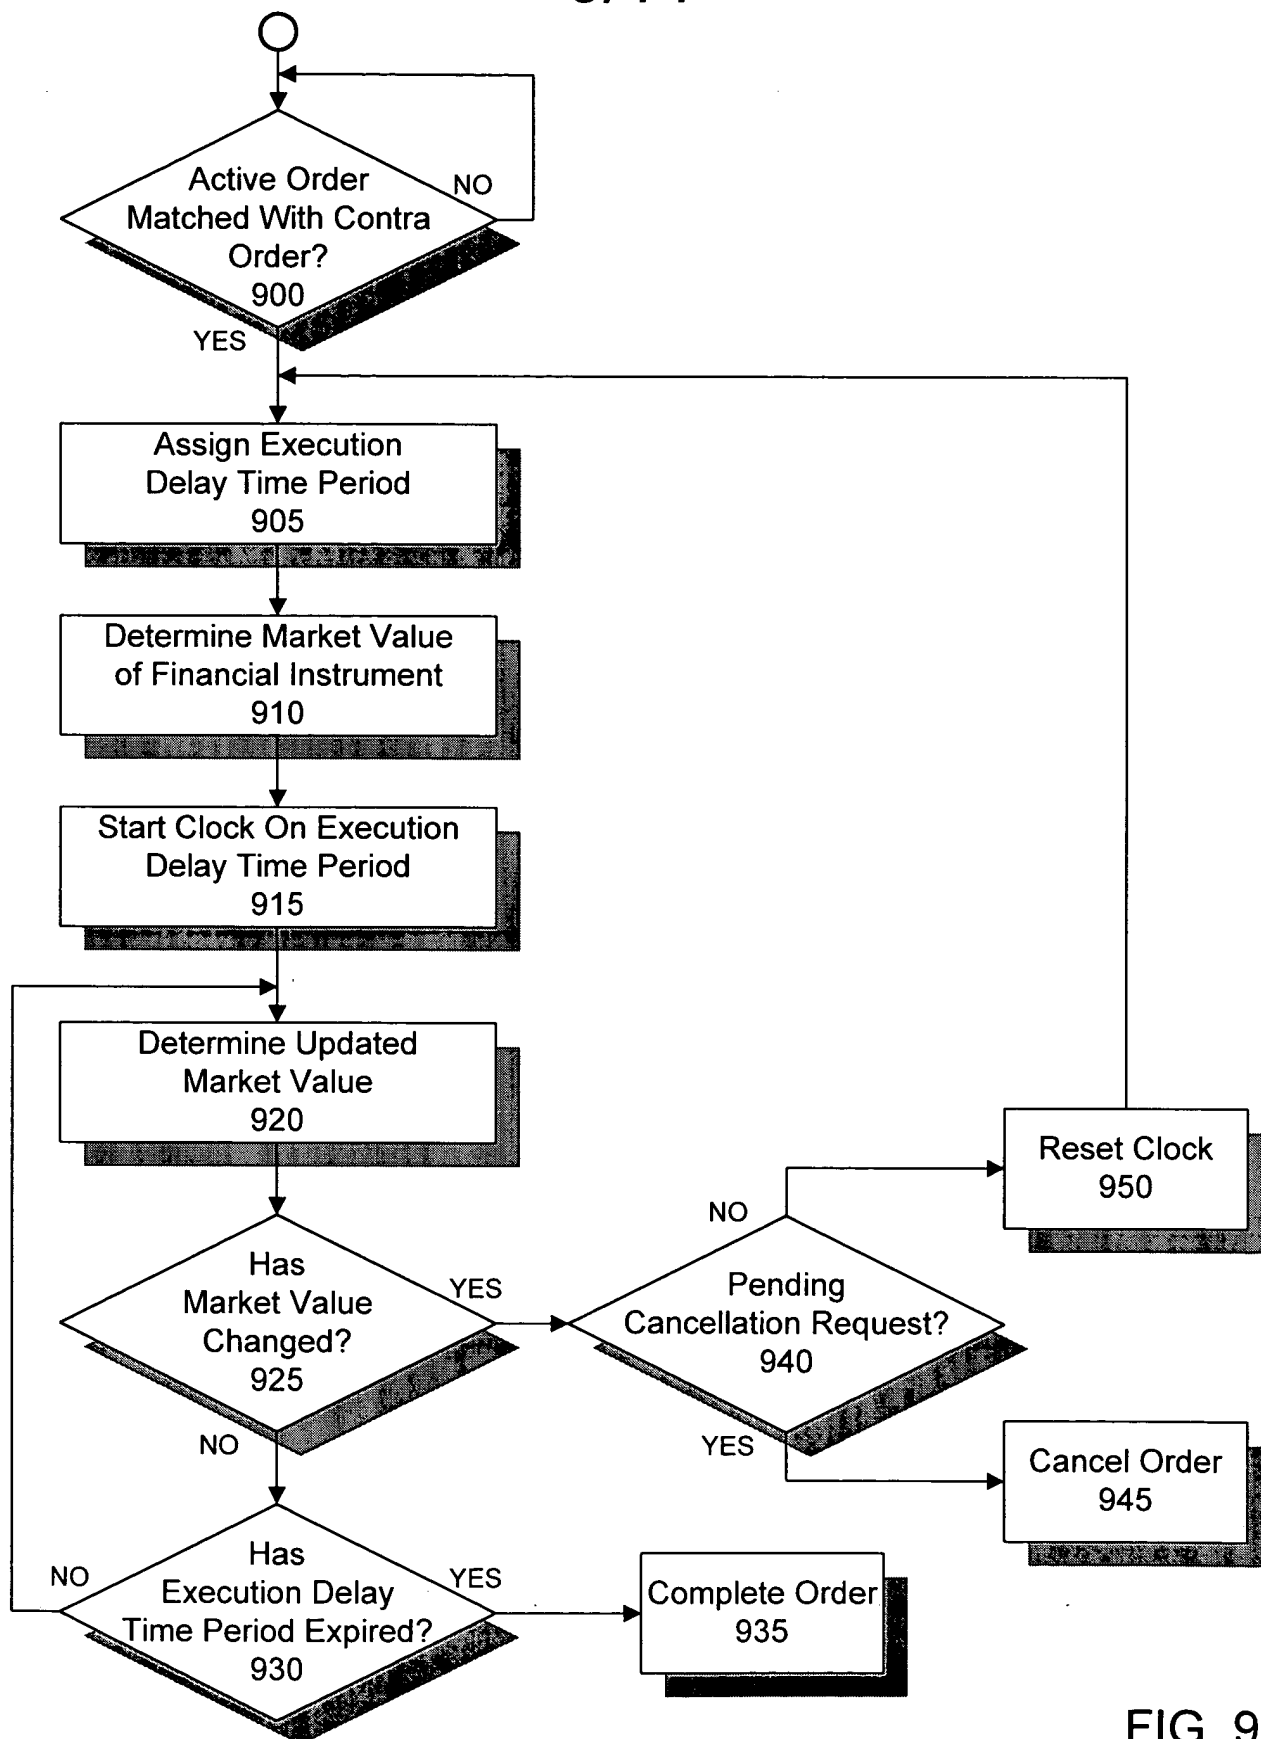 NO
Active Order
Matched With Contra
Order?
900
YES
Assign Execution
Delay Time Period
905
Determine Market Value
of Financial Instrument
910
Start Clock On Execution
Delay Time Period
915
Determine Updated
Market Value
920
Reset Clock
950
NO
Has
Market Value
Changed?
925
YES
Pending
Cancellation Request?
940
NO
YES
Cancel Order
945
Has
Execution Delay
Time Period Expired?
930
NO
YES
Complete Order
935
FIG. 9